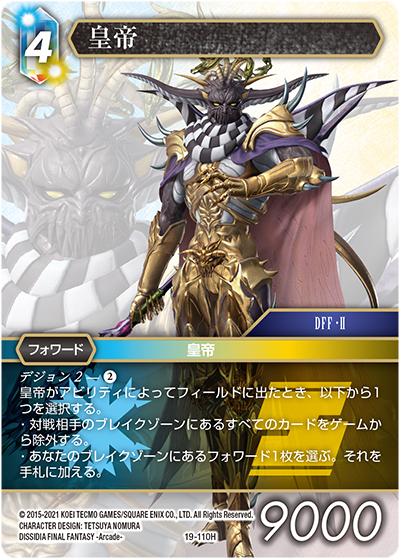 4
皇帝
DFF・II
フォワード
皇帝
デジョン2 ― 2
皇帝がアビリティによってフィールドに出たとき、以下から1
つを選択する。
・対戦相手のブレイクゾーンにあるすべてのカードをゲームか
ら除外する。
・あなたのブレイクゾーンにあるフォワード1枚を選ぶ。それを
手札に加える。
© 2015-2021 KOEI TECMO GAMES/SQUARE ENIX CO., LTD. All Rights Reserved.
CHARACTER DESIGN: TETSUYA NOMURA
DISSIDIA FINAL FANTASY -Arcade-
19-110H
9000